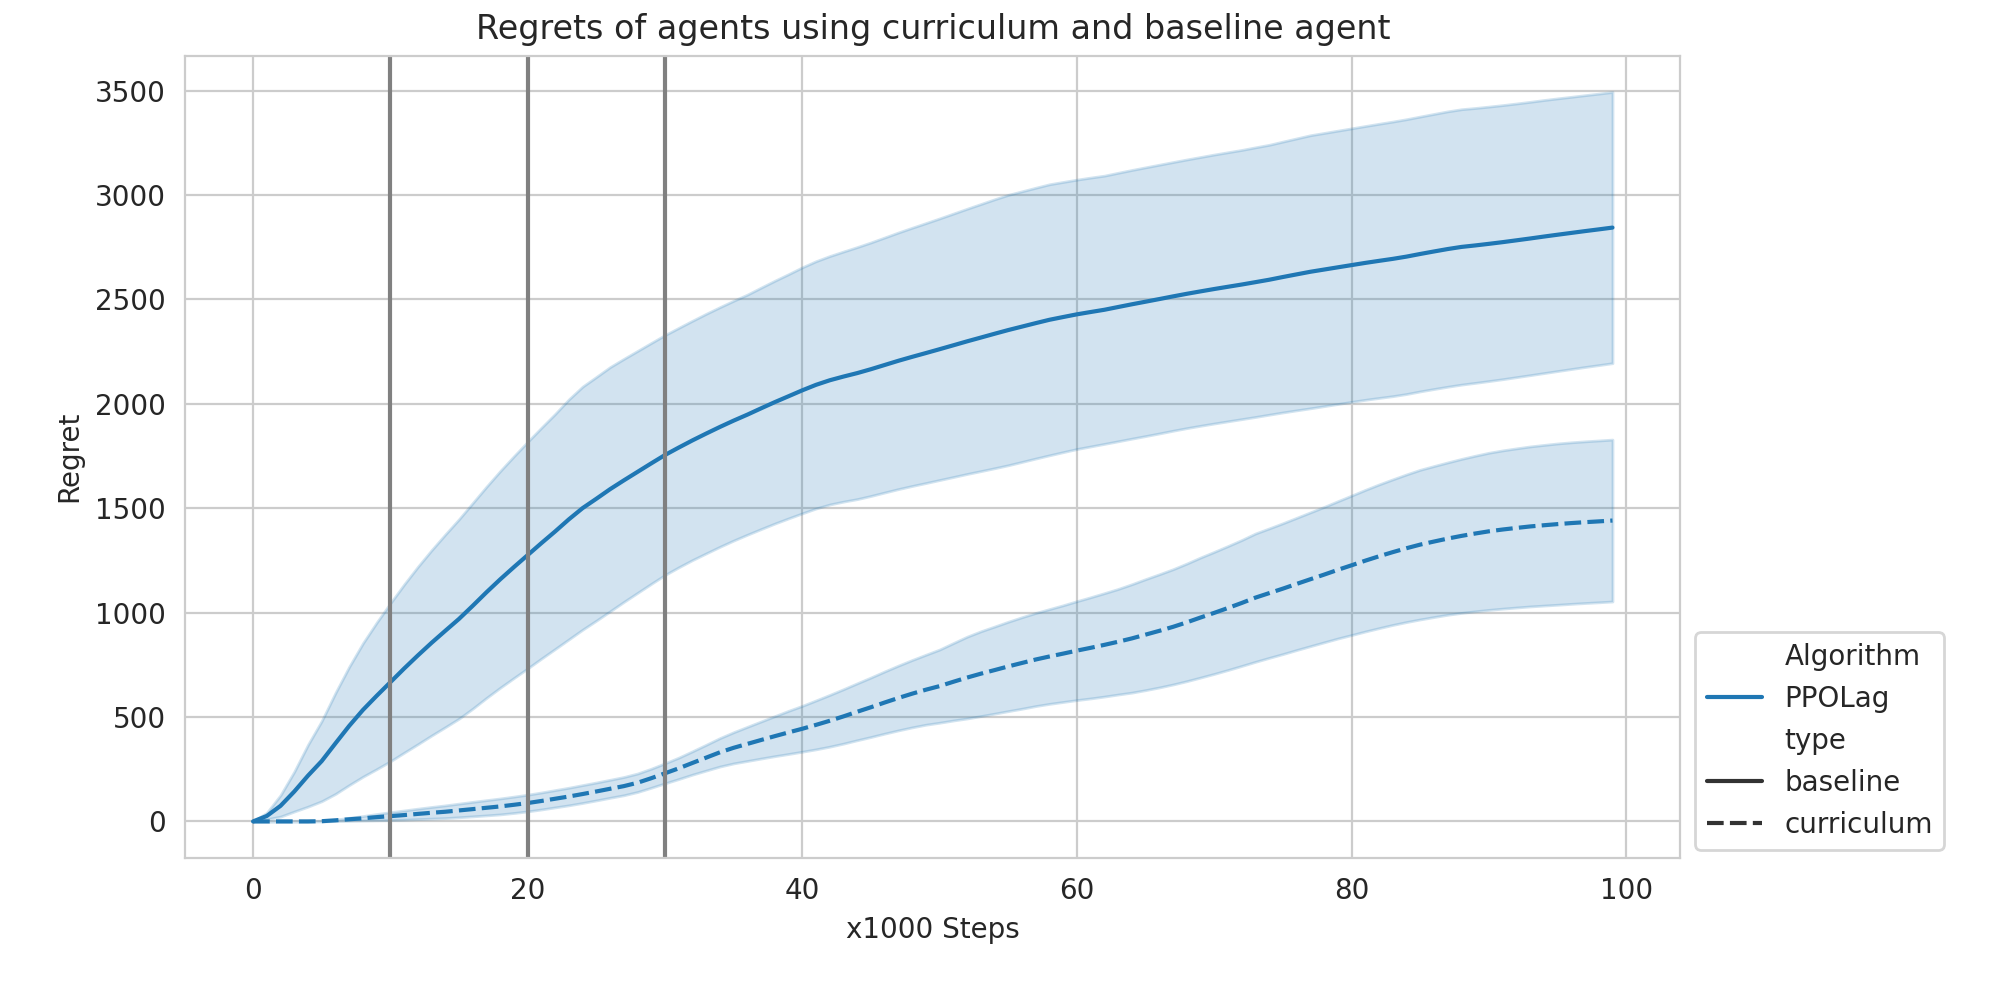 Regrets of agents using curriculum and baseline agent
3500
3000
2500
2000
1500
1000
500
0
Regret
0 20 40 60 80 100
x1000 Steps
Algorithm
PPOLag
type
baseline
curriculum